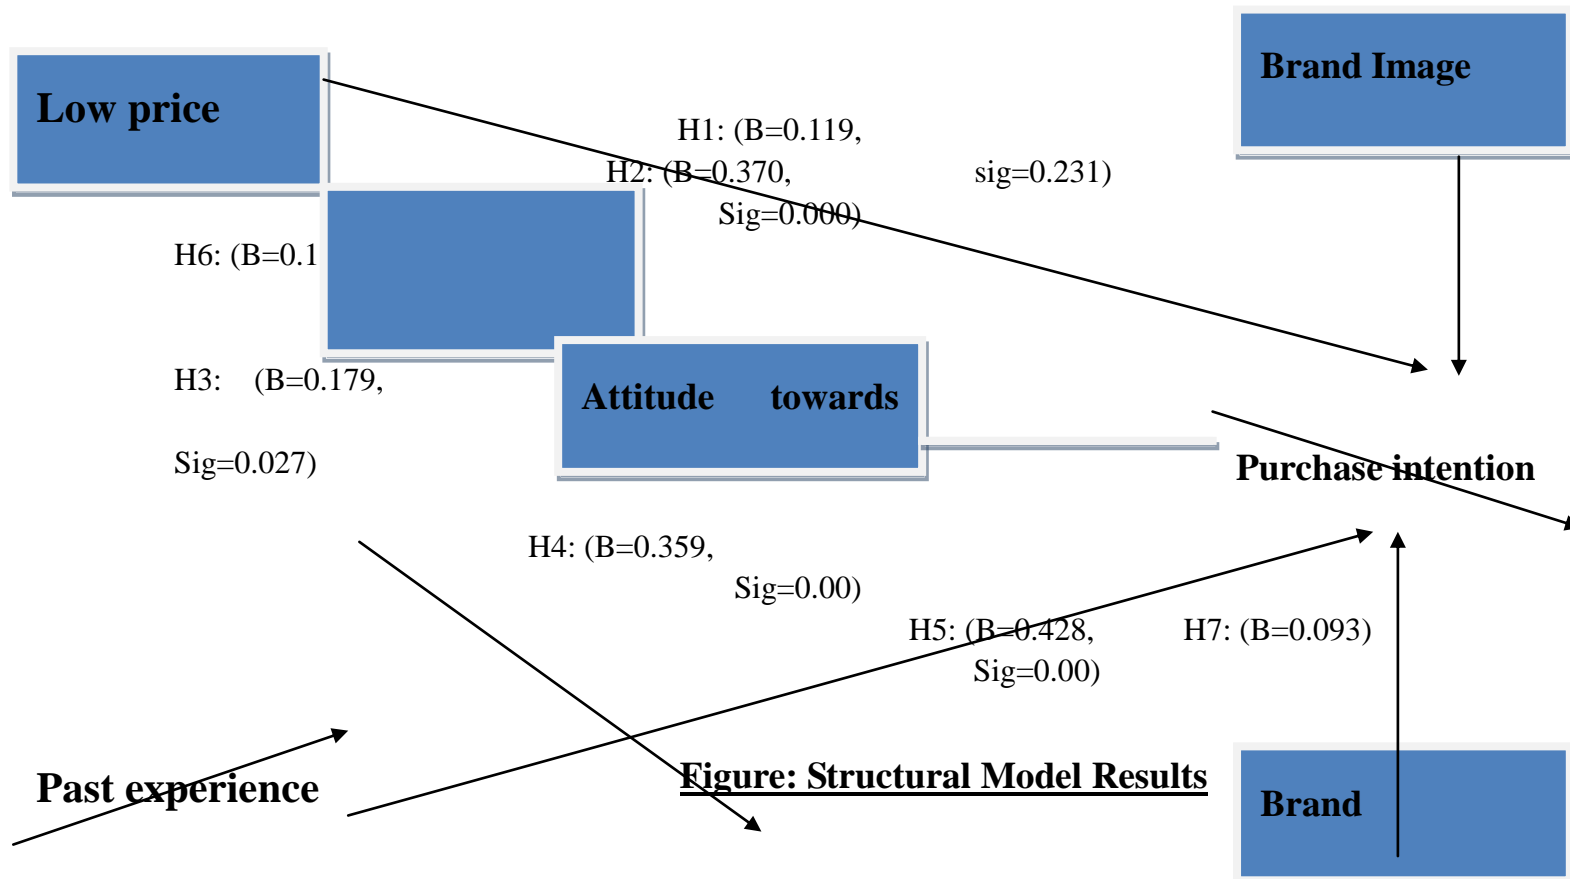 Brand Image
Low price
H1: (B=0.119,
H2: (B=0.370, sig=0.231)
Sig=0.000)
H6: (B=0.1
H3: (B=0.179,
Attitude towards
Sig=0.027)
Purchase intention
H4: (B=0.359,
Sig=0.00)
H5: (B=0.428, H7: (B=0.093)
Sig=0.00)
Figure: Structural Model Results
Past experience
Brand